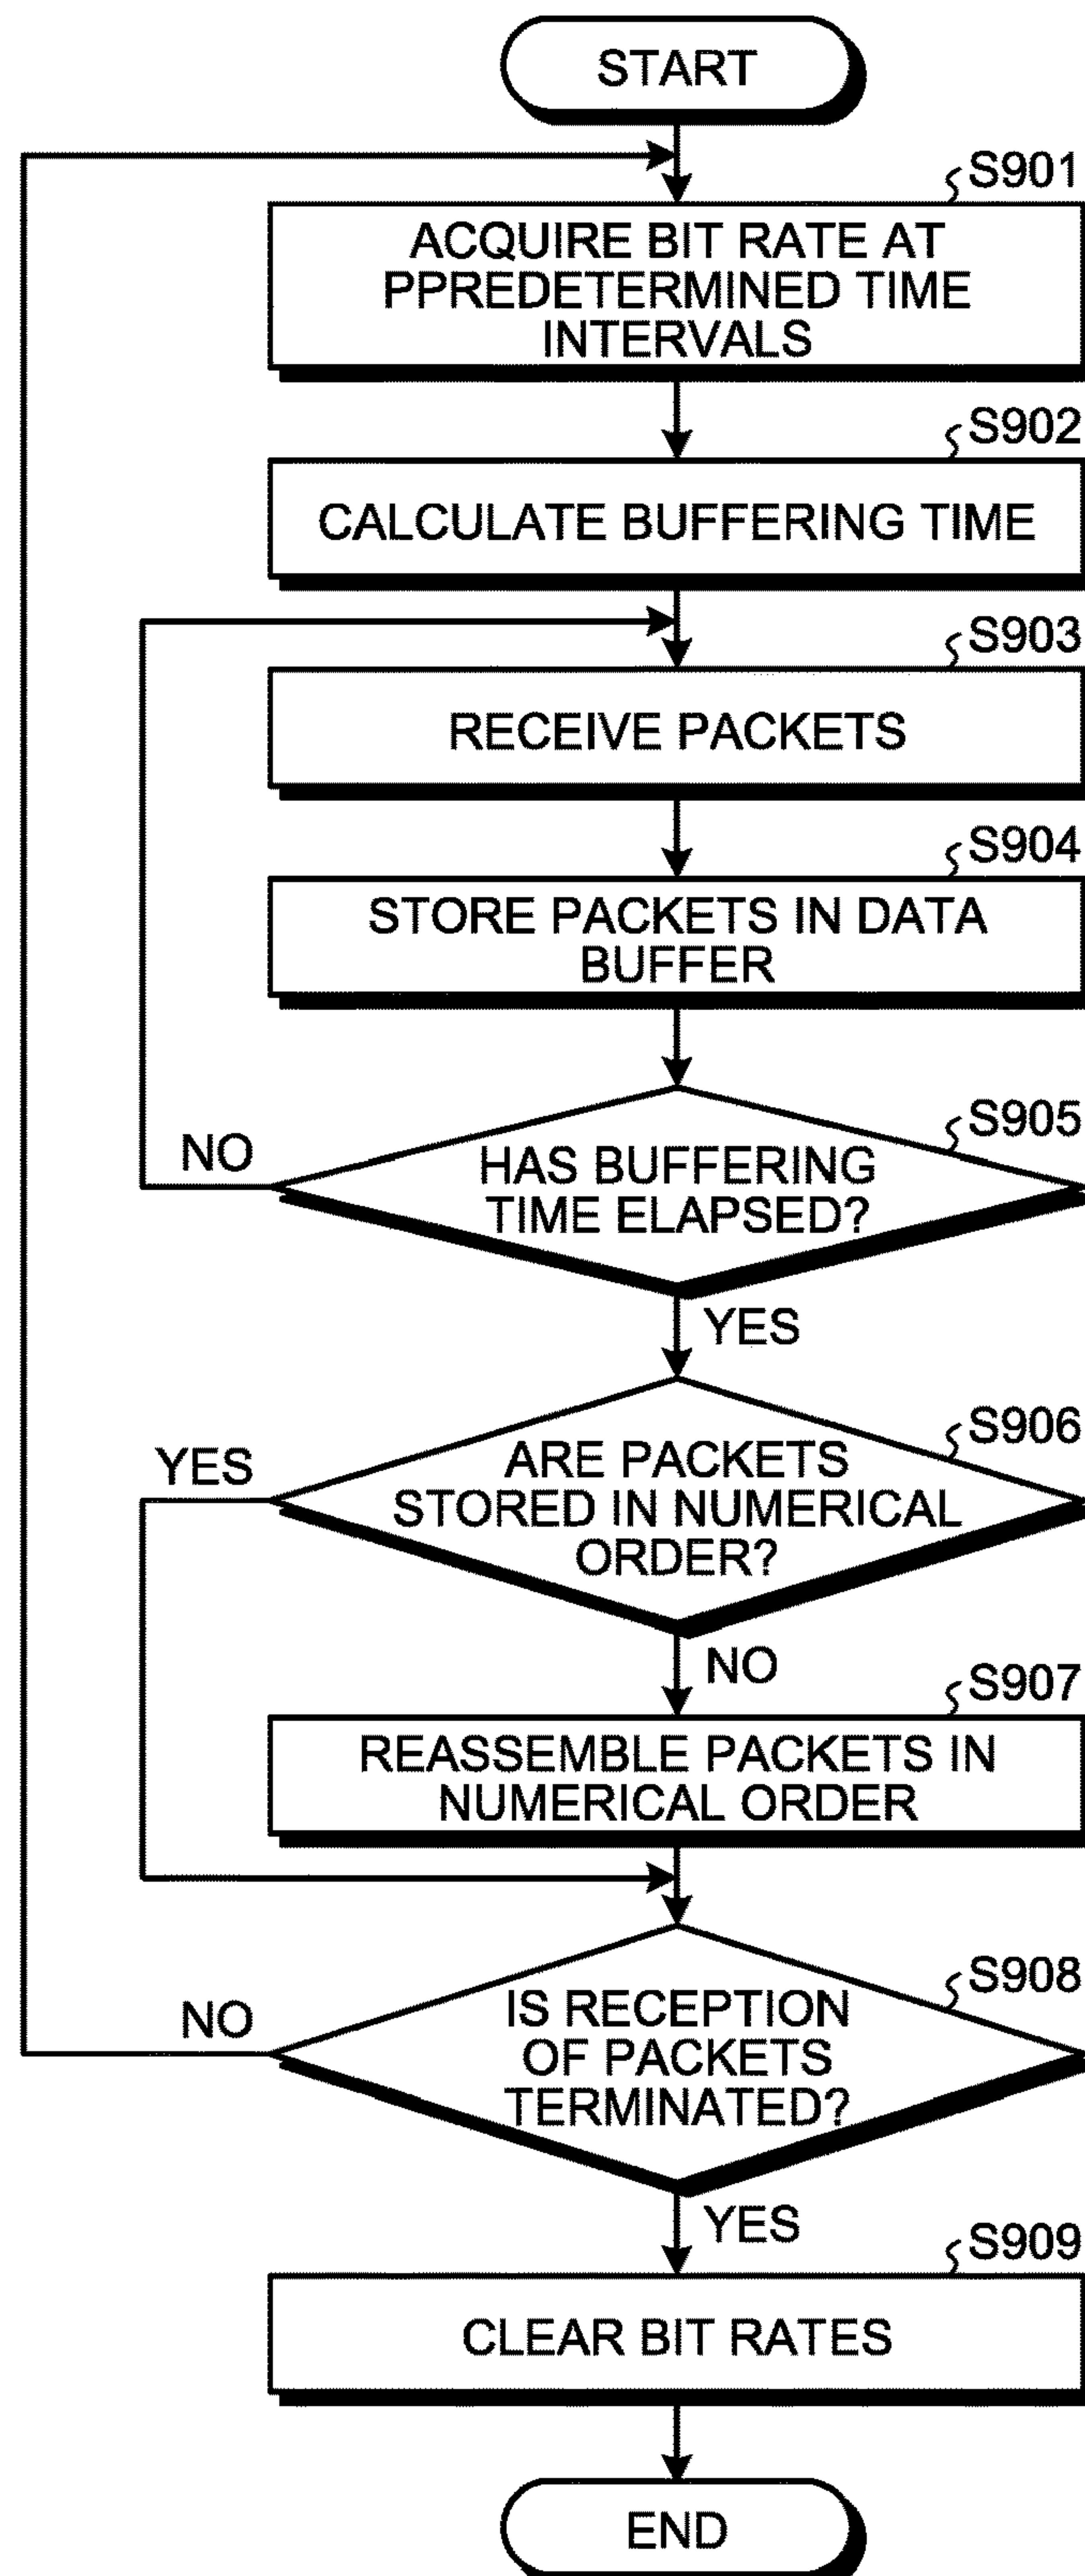 START
S901
ACQUIRE BIT RATE AT
PPREDETERMINED TIME
INTERVALS
S902
CALCULATE BUFFERING TIME
S903
RECEIVE PACKETS
S904
STORE PACKETS IN DATA
BUFFER
S905
NO
HAS BUFFERING
TIME ELAPSED?
YES
S906
YES
ARE PACKETS
STORED IN NUMERICAL
ORDER?
NO
S907
REASSEMBLE PACKETS IN
NUMERICAL ORDER
S908
NO
IS RECEPTION
OF PACKETS
TERMINATED?
YES
S909
CLEAR BIT RATES
END